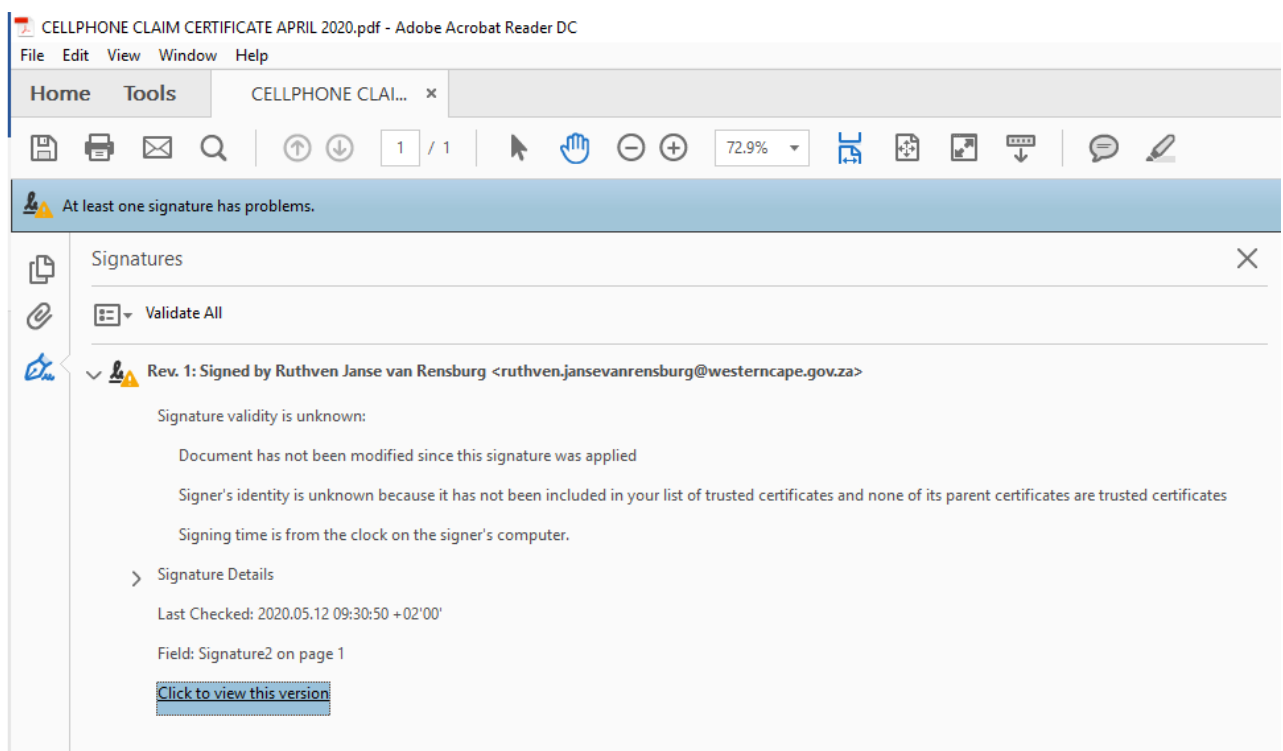 CELLPHONE CLAIM CERTIFICATE APRIL 2020.pdf - Adobe Acrobat Reader DC
File Edit View Window Help
Home Tools CELLPHONE CLAI... ×
1 / 1 72.9%
At least one signature has problems.
Signatures
Validate All
Rev. 1: Signed by Ruthven Janse van Rensburg <ruthven.jansevanrensburg@westerncape.gov.za>
Signature validity is unknown:
Document has not been modified since this signature was applied
Signer's identity is unknown because it has not been included in your list of trusted certificates and none of its parent certificates are trusted certificates
Signing time is from the clock on the signer's computer.
Signature Details
Last Checked: 2020.05.12 09:30:50 +02'00'
Field: Signature2 on page 1
Click to view this version